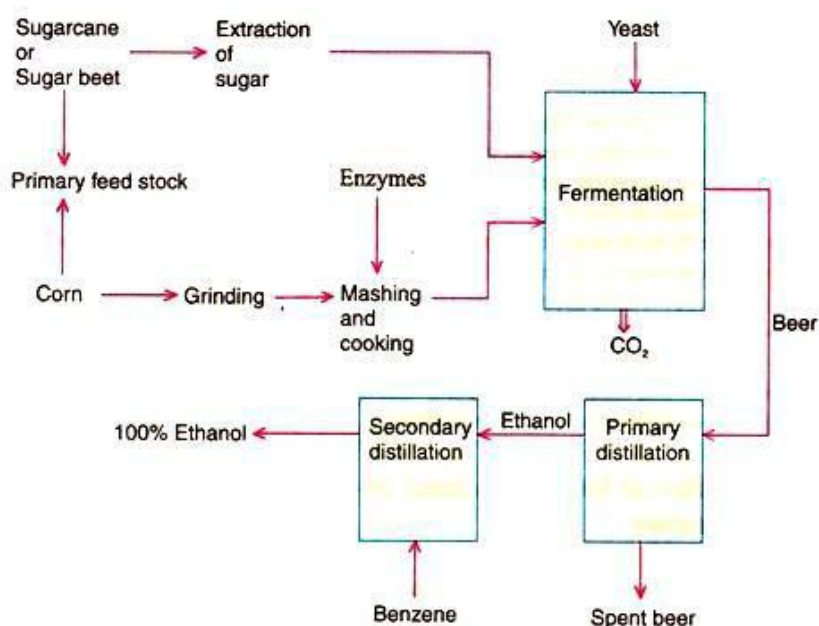 Sugarcane
or
Sugar beet
Extraction
of
sugar
Yeast
Primary feed stock
Enzymes
Fermentation
Corn
Grinding
Mashing
and
cooking
CO₂
Beer
100% Ethanol
Secondary
distillation
Ethanol
Primary
distillation
Benzene
Spent beer